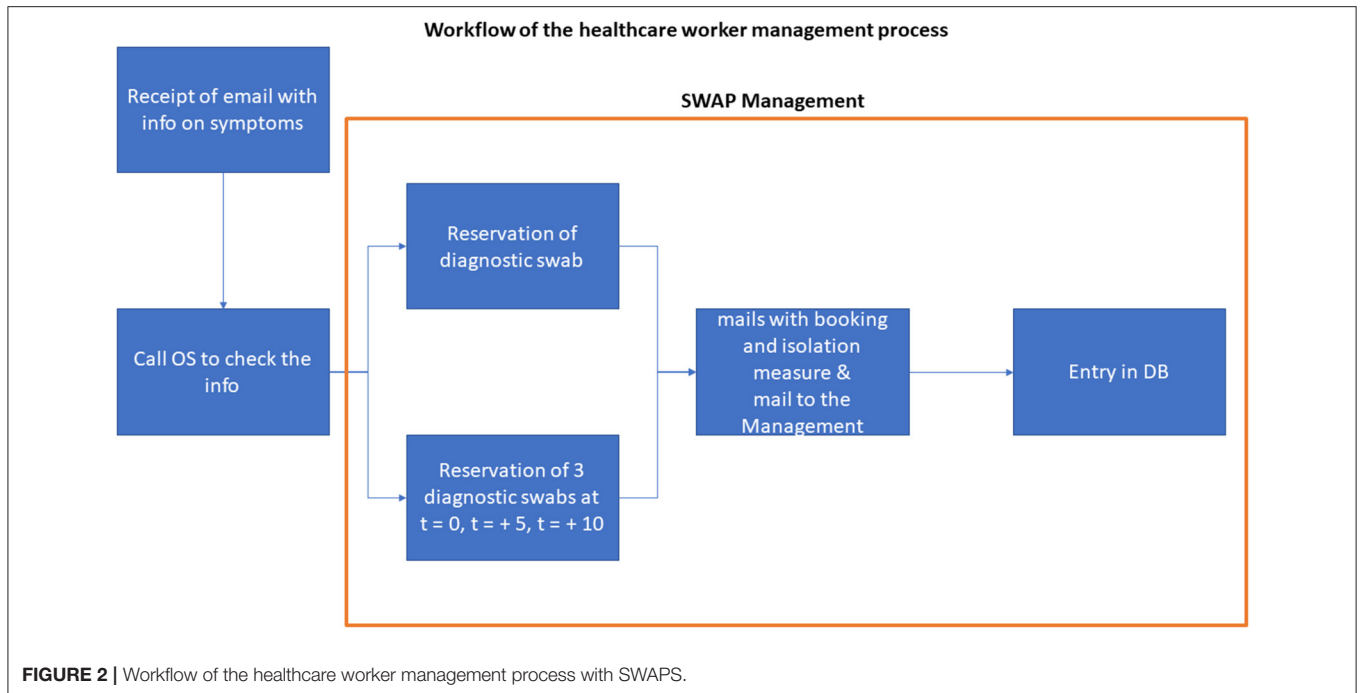 Workflow of the healthcare worker management process
Receipt of email with
info on symptoms
SWAP Management
Reservation of
diagnostic swab
Call OS to check the
info
mails with booking
and isolation
measure &
mail to the
Management
Entry in DB
Reservation of 3
diagnostic swabs at
t = 0, t = + 5, t = + 10
FIGURE 2 | Workflow of the healthcare worker management process with SWAPS.